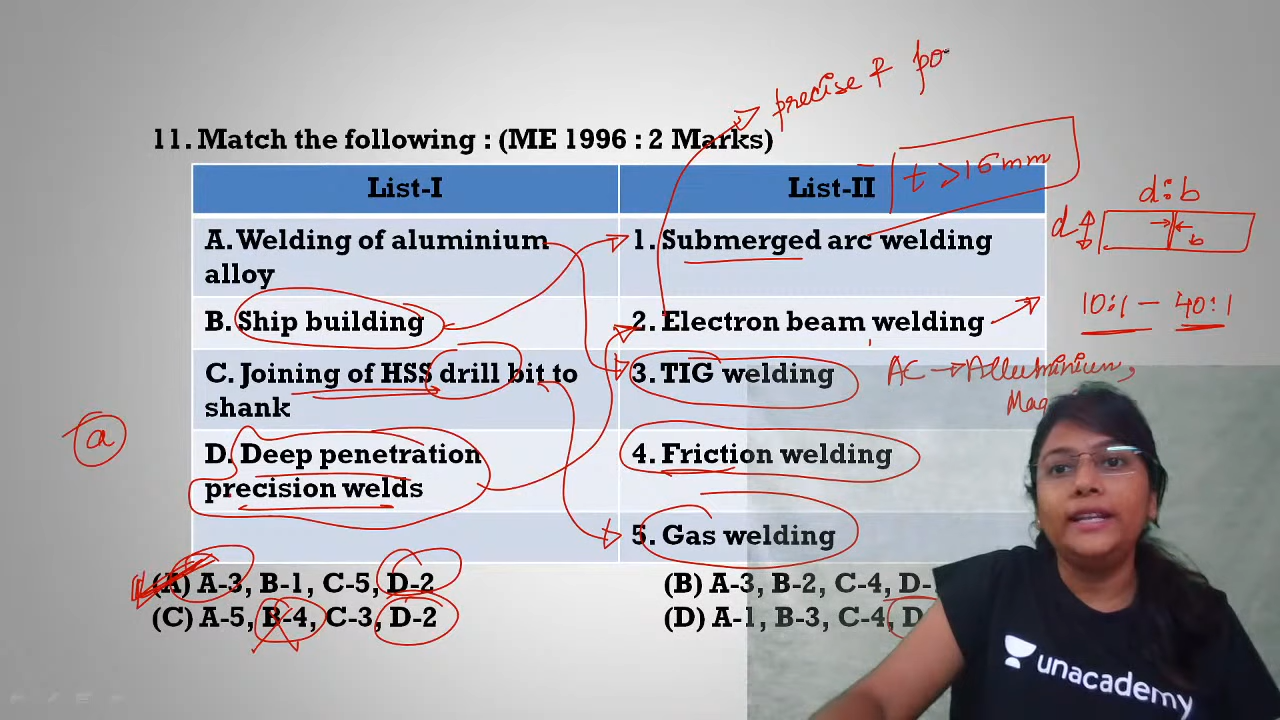 precise & po
11. Match the following : (ME 1996 : 2 Marks)
List-I
List-II
t > 16mm
d:b
A. Welding of aluminium
alloy
1. Submerged arc welding
d
b
B. Ship building
2. Electron beam welding
10:1 - 40:1
C. Joining of HSS drill bit to
shank
3. TIG welding
AC → Alluminium,
Mag
a
D. Deep penetration
precision welds
4. Friction welding
5. Gas welding
(A) A-3, B-1, C-5, D-2
(B) A-3, B-2, C-4, D-
(C) A-5, B-4, C-3, D-2
(D) A-1, B-3, C-4, D-
unacademy